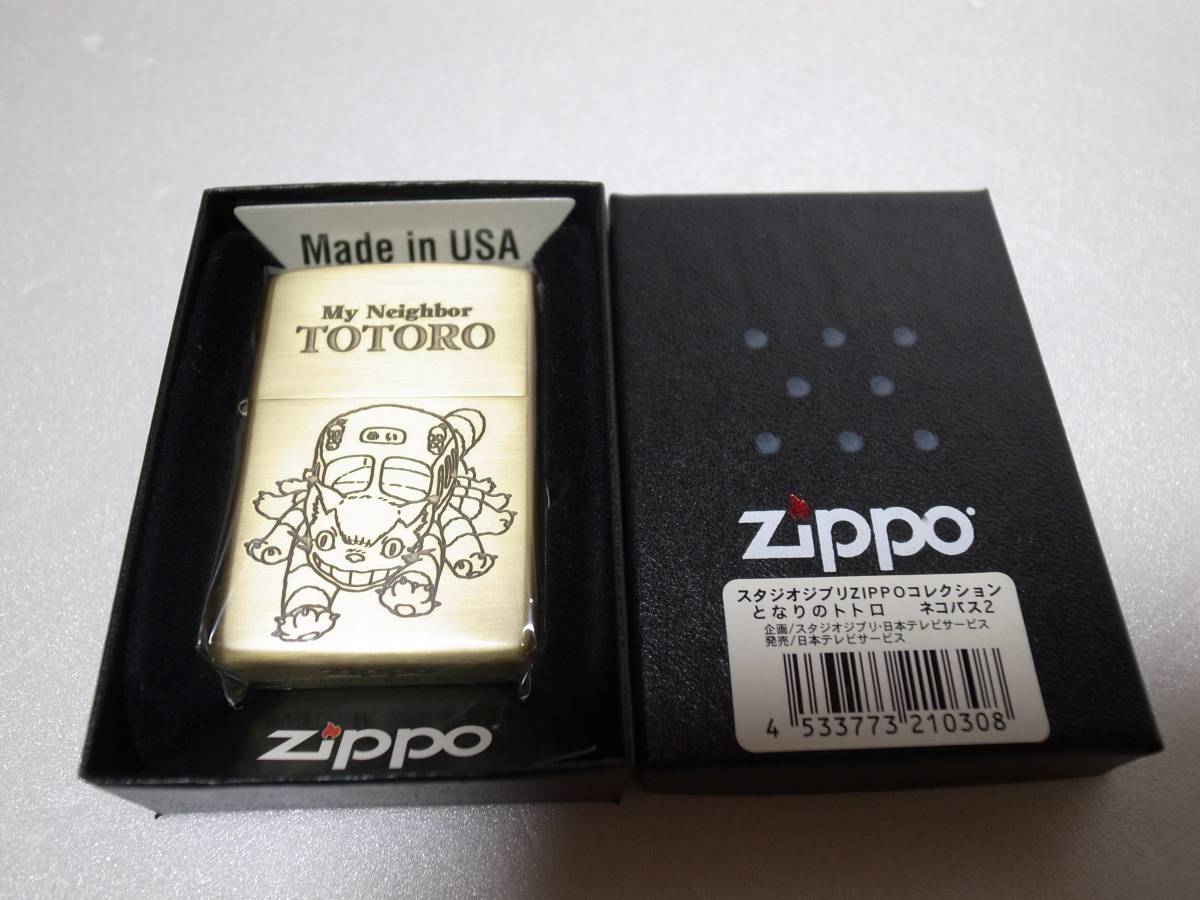 Made in USA
My Neighbor
TOTORO
めい
zippo
zippo
スタジオジブリZIPPOコレクション
となりのトトロ ネコバス2
企画/スタジオジブリ・日本テレビサービス
発売/日本テレビサービス
4 533773 210308